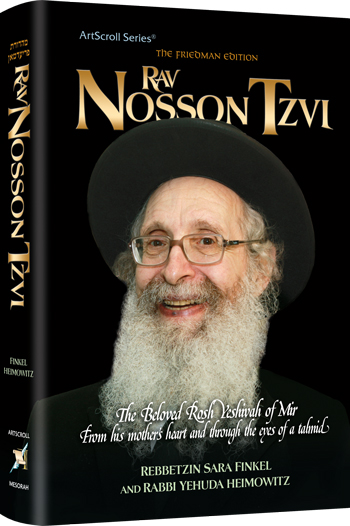 ArtScroll Series®
THE FRIEDMAN EDITION
RAV
NOSSON TZVI
The Beloved Rosh Yeshivah of Mir
From his mother's heart and through the eyes of a talmid
REBBETZIN SARA FINKEL
AND RABBI YEHUDA HEIMOWITZ
מהדורת
פריעדמאן
RAV
NOSSON TZVI
FINKEL
HEIMOWITZ
ARTSCROLL
MESORAH